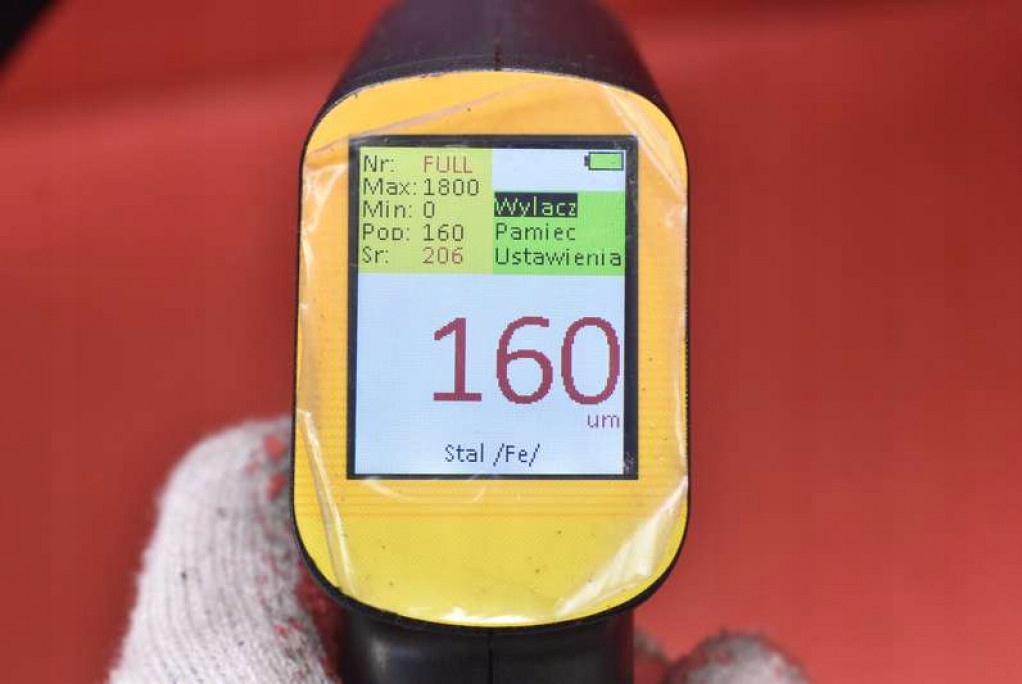 Nr: FULL
Max: 1800
Min: 0
Pop: 160
Sr: 206
Wylacz
Pamiec
Ustawienia
160
um
Stal /Fe/